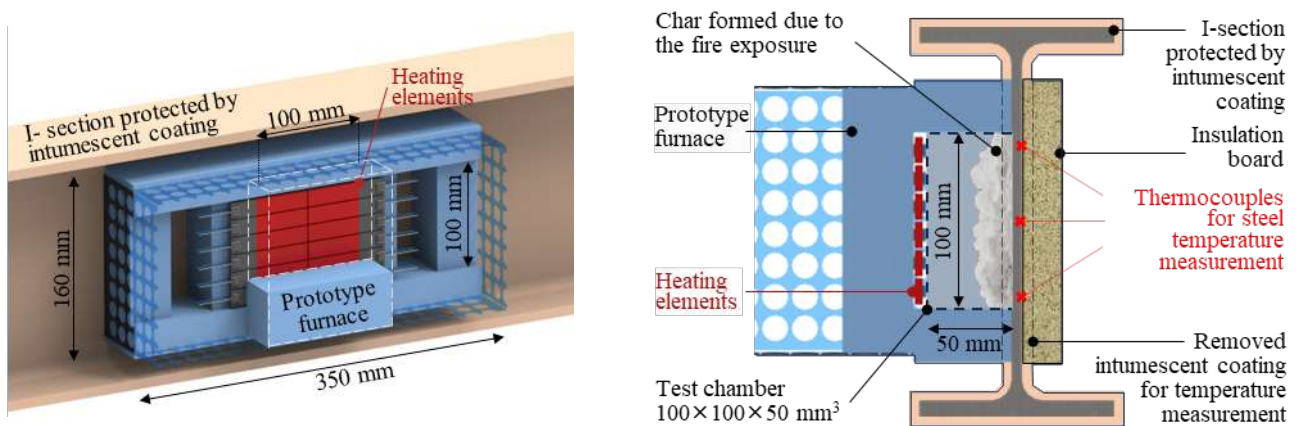 I- section protected by
intumescent coating
Heating
elements
100 mm
160 mm
100 mm
Prototype
furnace
350 mm
Char formed due to
the fire exposure
Prototype
furnace
100 mm
Heating
elements
50 mm
Test chamber
100×100×50 mm³
I-section
protected by
intumescent
coating
Insulation
board
Thermocouples
for steel
temperature
measurement
Removed
intumescent coating
for temperature
measurement